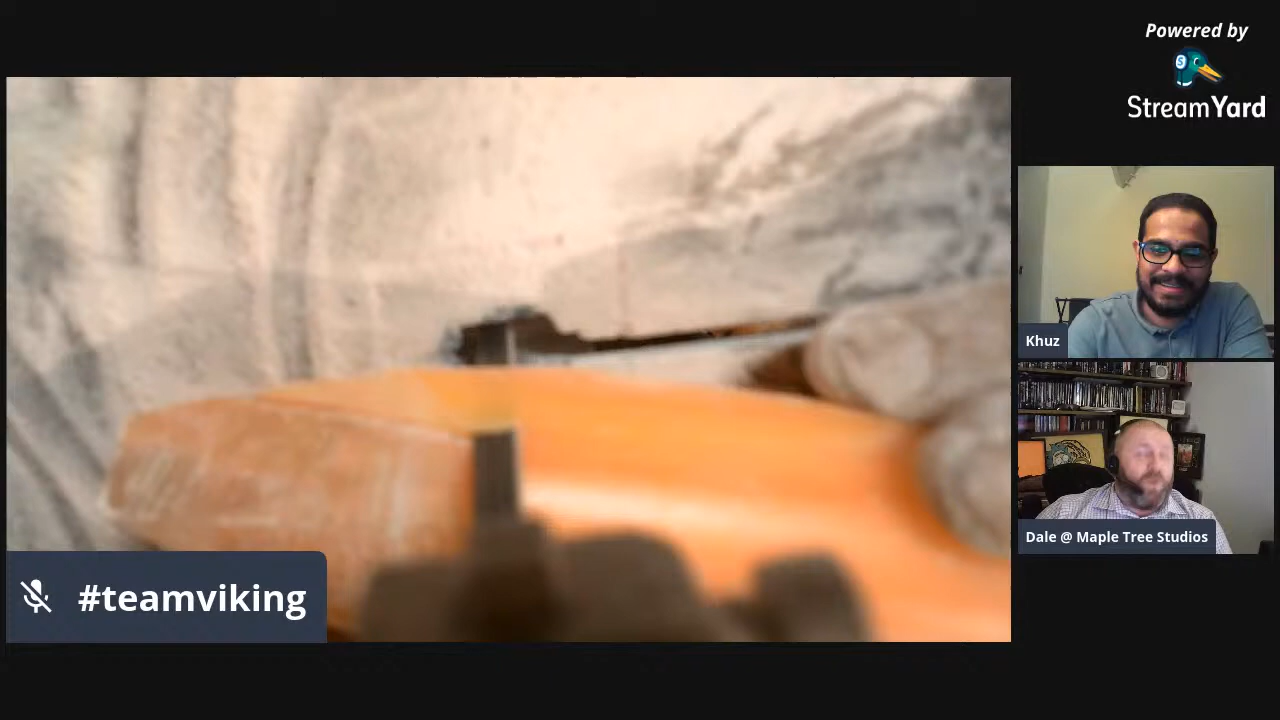 Powered by
StreamYard
Khuz
Dale @ Maple Tree Studios
#teamviking